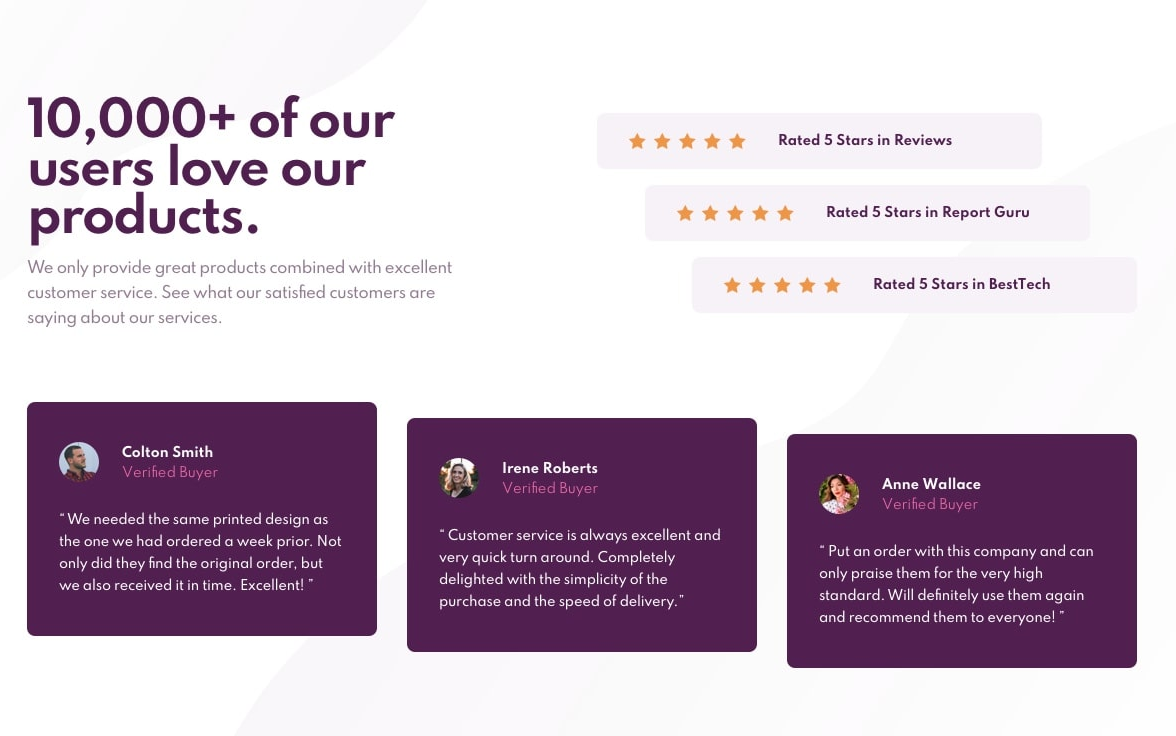 10,000+ of our
users love our
products.
We only provide great products combined with excellent
customer service. See what our satisfied customers are
saying about our services.
Rated 5 Stars in Reviews
Rated 5 Stars in Report Guru
Rated 5 Stars in BestTech
Colton Smith
Verified Buyer
“ We needed the same printed design as
the one we had ordered a week prior. Not
only did they find the original order, but
we also received it in time. Excellent! ”
Irene Roberts
Verified Buyer
“ Customer service is always excellent and
very quick turn around. Completely
delighted with the simplicity of the
purchase and the speed of delivery. ”
Anne Wallace
Verified Buyer
“ Put an order with this company and can
only praise them for the very high
standard. Will definitely use them again
and recommend them to everyone! ”